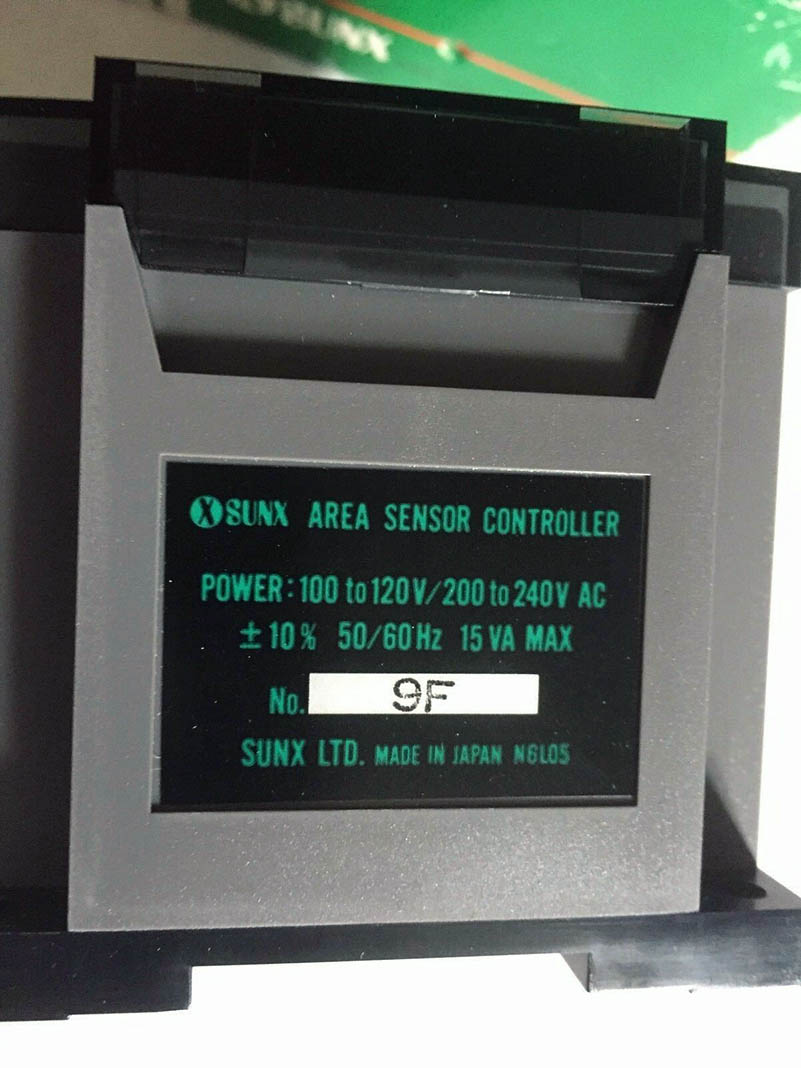 SUNX
SUNX AREA SENSOR CONTROLLER
POWER: 100 to 120V/200 to 240V AC
±10% 50/60Hz 15 VA MAX
No. 9F
SUNX LTD. MADE IN JAPAN N6L05